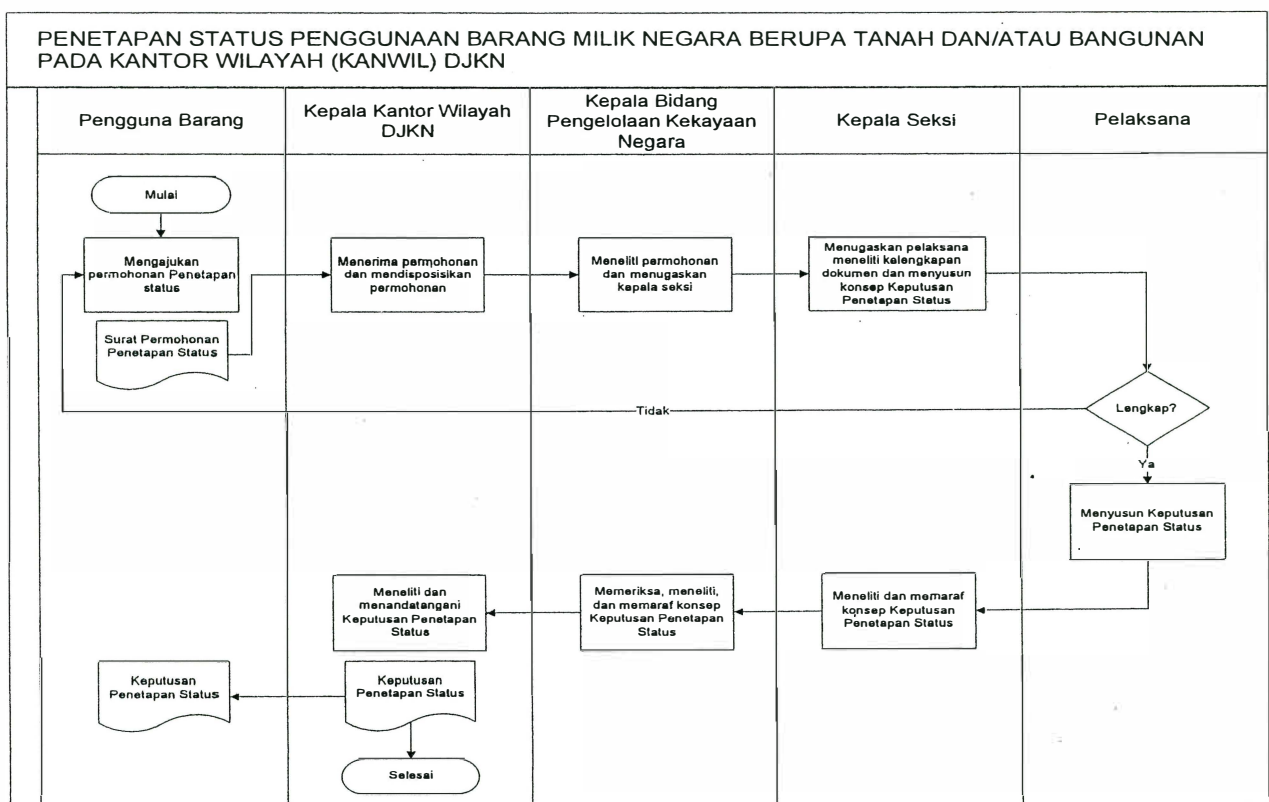 PENETAPAN STATUS PENGGUNAAN BARANG MILIK NEGARA BERUPA TANAH DAN/ATAU BANGUNAN
PADA KANTOR WILAYAH (KANWIL) DJKN
Pengguna Barang
Kepala Kantor Wilayah
DJKN
Kepala Bidang
Pengelolaan Kekayaan
Negara
Kepala Seksi
Pelaksana
Mulai
Mengajukan
permohonan Penetapan
status
Surat Permohonan
Penetapan Status
Menerima permohonan
dan mendisposisikan
permohonan
Meneliti permohonan
dan menugaskan
kepala seksi
Menugaskan pelaksana
meneliti kelengkapan
dokumen dan menyusun
konsep Keputusan
Penetapan Status
Lengkap?
Tidak
Ya
Menyusun Keputusan
Penetapan Status
Meneliti dan memaraf
konsep Keputusan
Penetapan Status
Memeriksa, meneliti,
dan memaraf konsep
Keputusan Penetapan
Status
Meneliti dan
menandatangani
Keputusan Penetapan
Status
Keputusan
Penetapan Status
Keputusan
Penetapan Status
Selesai